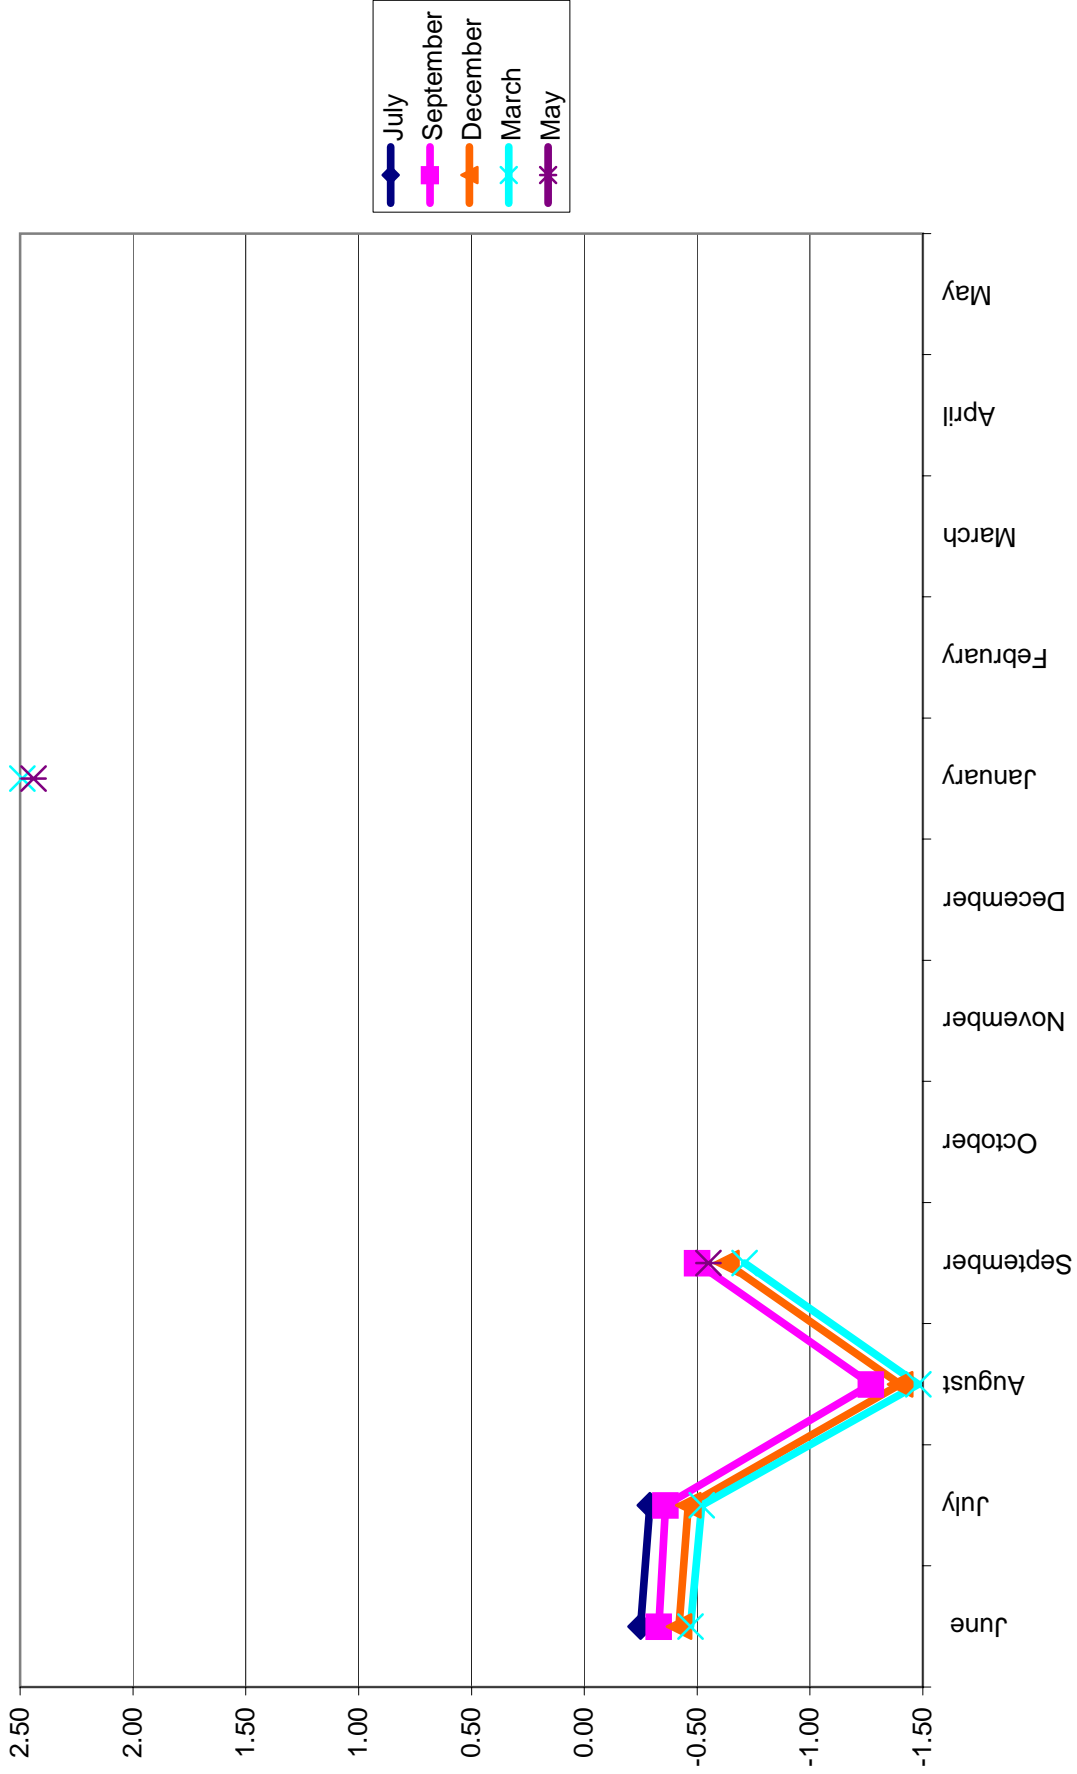 2.50
2.00
1.50
1.00
0.50
0.00
-0.50
-1.00
-1.50
June
July
August
September
October
November
December
January
February
March
April
May
July
September
December
March
May